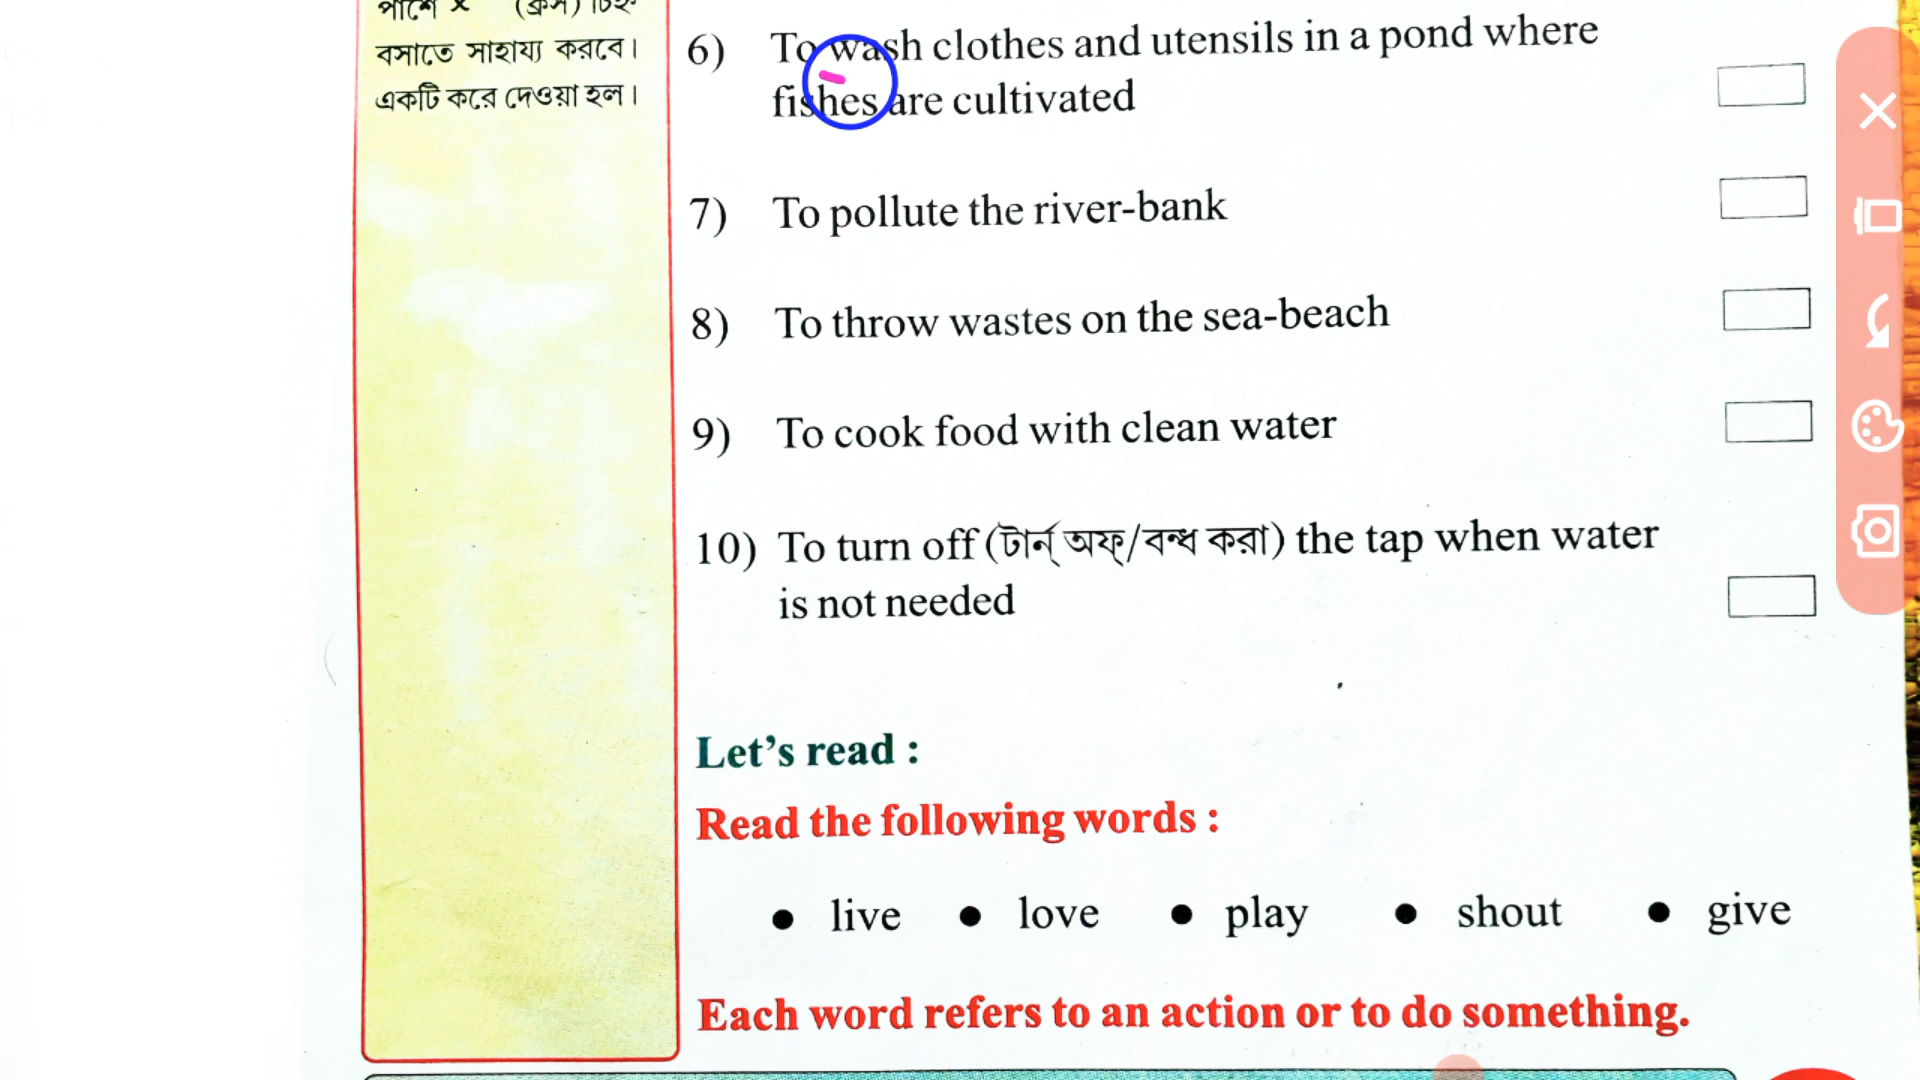 পাশে × (ক্রস) চিহ্ন
বসাতে সাহায্য করবে।
একটি করে দেওয়া হল।
6) To wash clothes and utensils in a pond where
fishes are cultivated
7) To pollute the river-bank
8) To throw wastes on the sea-beach
9) To cook food with clean water
10) To turn off (টার্ন্ অফ্/বন্ধ করা) the tap when water
is not needed
Let’s read :
Read the following words :
• live • love • play • shout • give
Each word refers to an action or to do something.